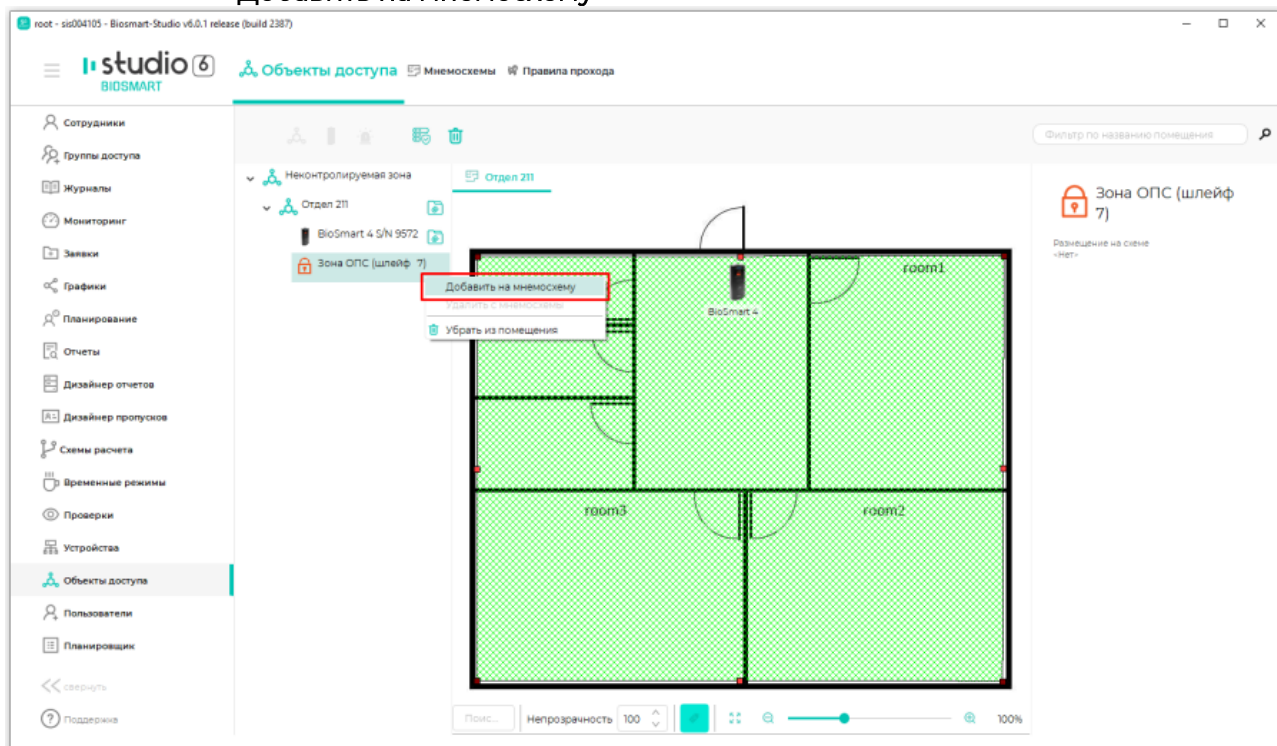 Добавить на мнемосхему
root - sis004105 - Biosmart-Studio v6.0.1 release (build 2387)
studio 6
BIOSMART
Объекты доступа Мнемосхемы Правила прохода
Сотрудники
Группы доступа
Журналы
Мониторинг
Заявки
Графики
Планирование
Отчеты
Дизайнер отчетов
Дизайнер пропусков
Схемы расчета
Временные режимы
Проверки
Устройства
Объекты доступа
Пользователи
Планировщик
свернуть
Поддержка
Фильтр по названию помещения
Неконтролируемая зона
Отдел 211
BioSmart 4 S/N 9572
Зона ОПС (шлейф 7)
Добавить на мнемосхему
Удалить с мнемосхемы
Убрать из помещения
Отдел 211
room1
BioSmart 4
room3
room2
Поис...
Непрозрачность 100
100%
Зона ОПС (шлейф
7)
Размещение на схеме
<Нет>